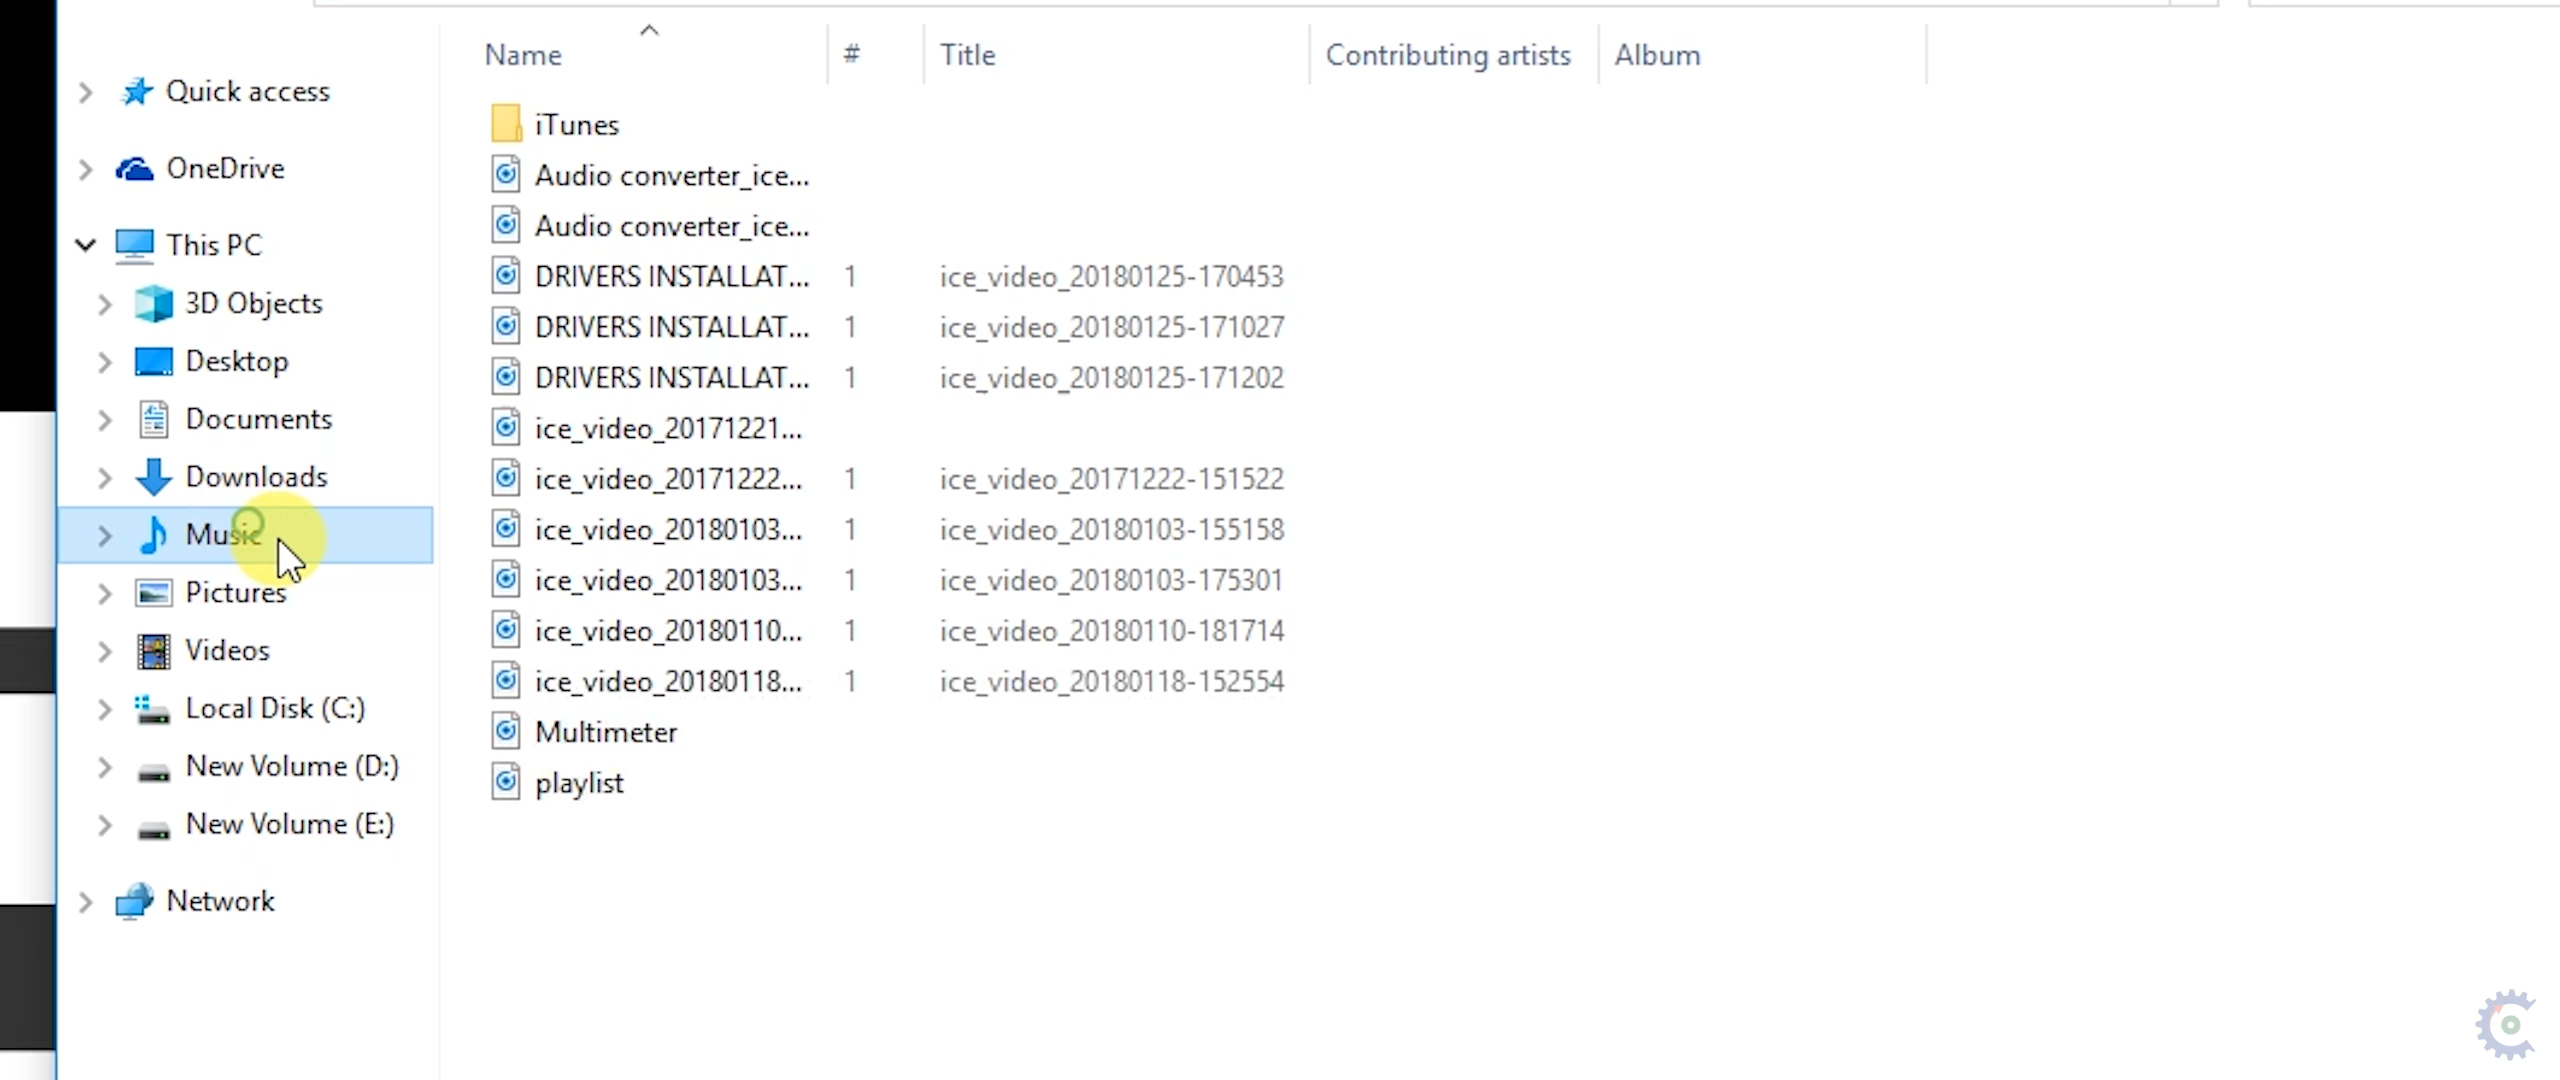 Name # Title Contributing artists Album
Quick access
OneDrive
This PC
3D Objects
Desktop
Documents
Downloads
Music
Pictures
Videos
Local Disk (C:)
New Volume (D:)
New Volume (E:)
Network
iTunes
Audio converter_ice...
Audio converter_ice...
DRIVERS INSTALLAT... 1 ice_video_20180125-170453
DRIVERS INSTALLAT... 1 ice_video_20180125-171027
DRIVERS INSTALLAT... 1 ice_video_20180125-171202
ice_video_20171221...
ice_video_20171222... 1 ice_video_20171222-151522
ice_video_20180103... 1 ice_video_20180103-155158
ice_video_20180103... 1 ice_video_20180103-175301
ice_video_20180110... 1 ice_video_20180110-181714
ice_video_20180118... 1 ice_video_20180118-152554
Multimeter
playlist